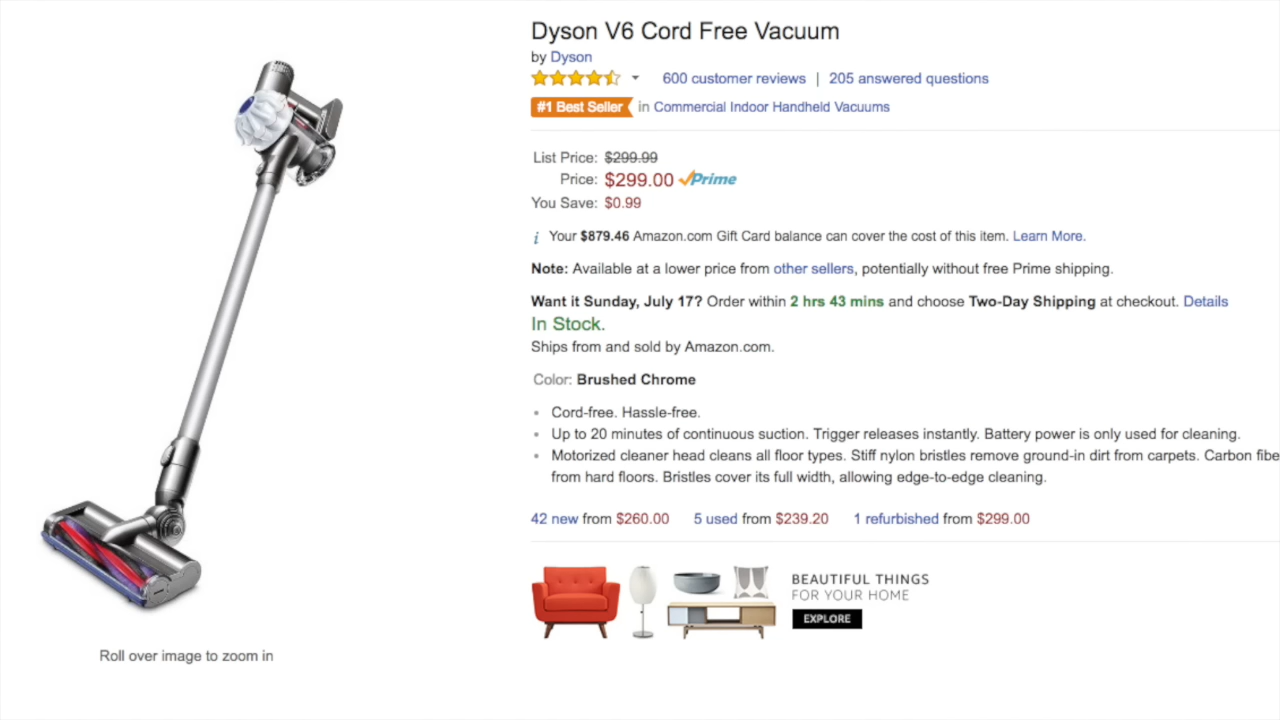 Dyson V6 Cord Free Vacuum
by Dyson
600 customer reviews | 205 answered questions
#1 Best Seller in Commercial Indoor Handheld Vacuums
List Price: $299.99
Price: $299.00 Prime
You Save: $0.99
i Your $879.46 Amazon.com Gift Card balance can cover the cost of this item. Learn More.
Note: Available at a lower price from other sellers, potentially without free Prime shipping.
Want it Sunday, July 17? Order within 2 hrs 43 mins and choose Two-Day Shipping at checkout. Details
In Stock.
Ships from and sold by Amazon.com.
Color: Brushed Chrome
• Cord-free. Hassle-free.
• Up to 20 minutes of continuous suction. Trigger releases instantly. Battery power is only used for cleaning.
• Motorized cleaner head cleans all floor types. Stiff nylon bristles remove ground-in dirt from carpets. Carbon fibe
from hard floors. Bristles cover its full width, allowing edge-to-edge cleaning.
42 new from $260.00 5 used from $239.20 1 refurbished from $299.00
BEAUTIFUL THINGS
FOR YOUR HOME
EXPLORE
Roll over image to zoom in